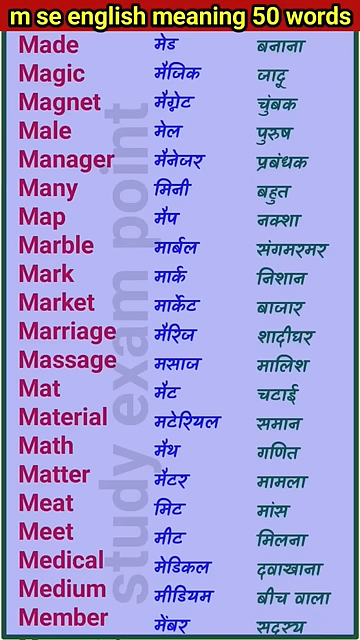 m se english meaning 50 words
Made मेड बनाना
Magic मैजिक जादू
Magnet मैग्नेट चुंबक
Male मेल पुरुष
Manager मैनेजर प्रबंधक
Many मिनी बहुत
Map मैप नक्शा
Marble मार्बल संगमरमर
Mark मार्क निशान
Market मार्केट बाजार
Marriage मैरिज शादीघर
Massage मसाज मालिश
Mat मैट चटाई
Material मटेरियल समान
Math मैथ गणित
Matter मैटर मामला
Meat मिट मांस
Meet मीट मिलना
Medical मेडिकल दवाखाना
Medium मीडियम बीच वाला
Member मेंबर सदस्य
study exam point